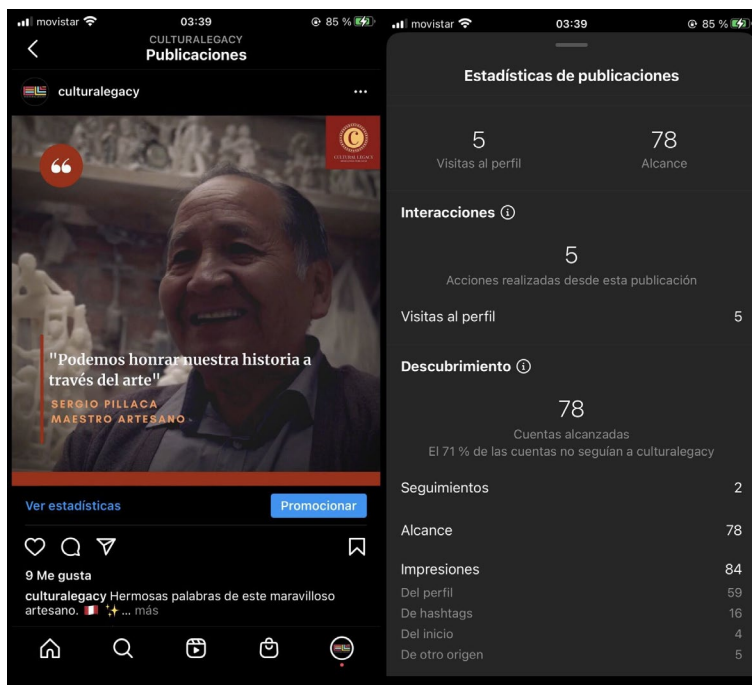 movistar 03:39 85 %
CULTURALEGACY
Publicaciones
culturalegacy
C
CULTURAL LEGACY
"Podemos honrar nuestra historia a
través del arte"
SERGIO PILLACA
MAESTRO ARTESANO
Ver estadísticas
Promocionar
9 Me gusta
culturalegacy Hermosas palabras de este maravilloso
artesano. 🇵🇪 ✨ ... más
movistar 03:39 85 %
Estadísticas de publicaciones
5 78
Visitas al perfil Alcance
Interacciones
5
Acciones realizadas desde esta publicación
Visitas al perfil 5
Descubrimiento
78
Cuentas alcanzadas
El 71 % de las cuentas no seguían a culturalegacy
Seguimientos 2
Alcance 78
Impresiones 84
Del perfil 59
De hashtags 16
Del inicio 4
De otro origen 5